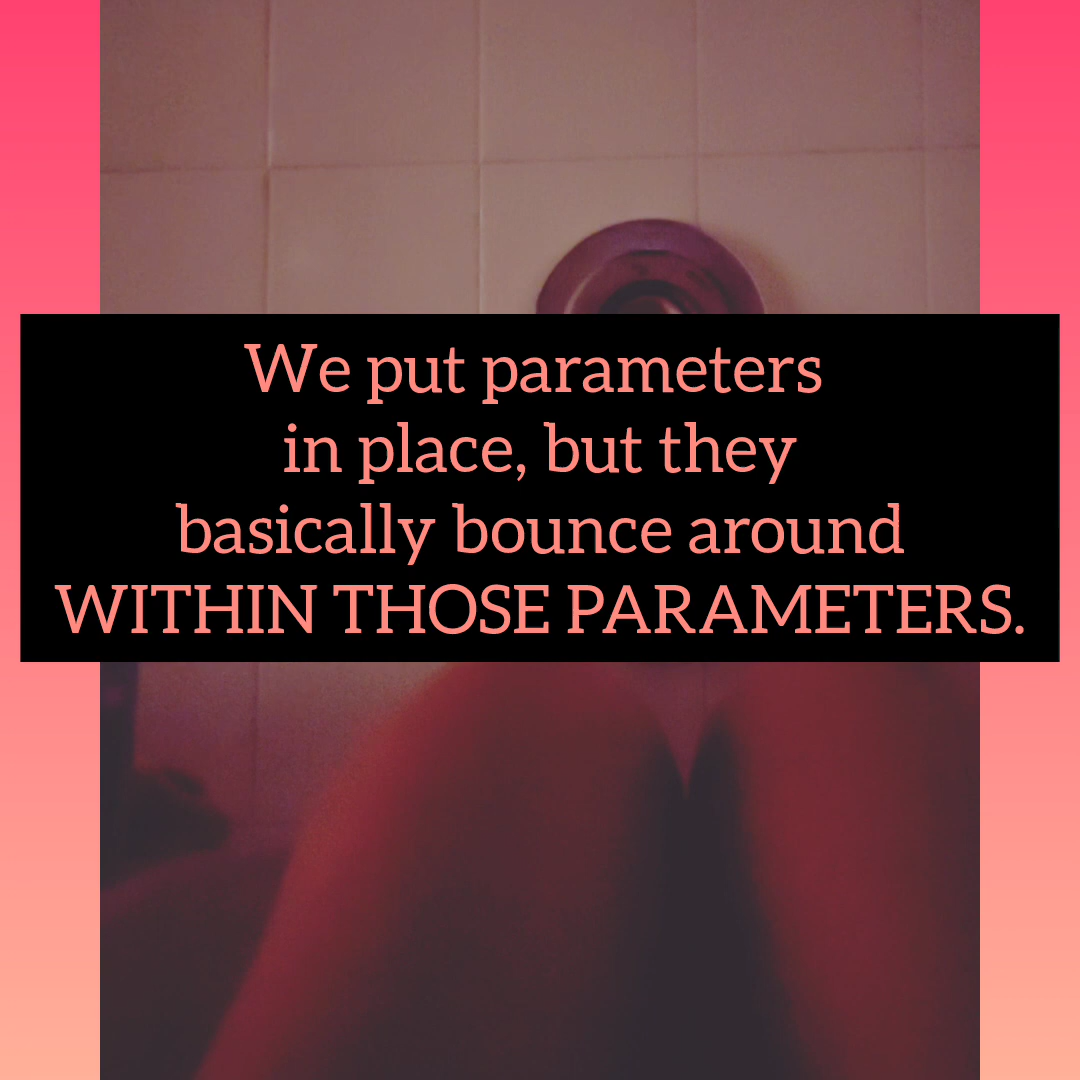 We put parameters
in place, but they
basically bounce around
WITHIN THOSE PARAMETERS.